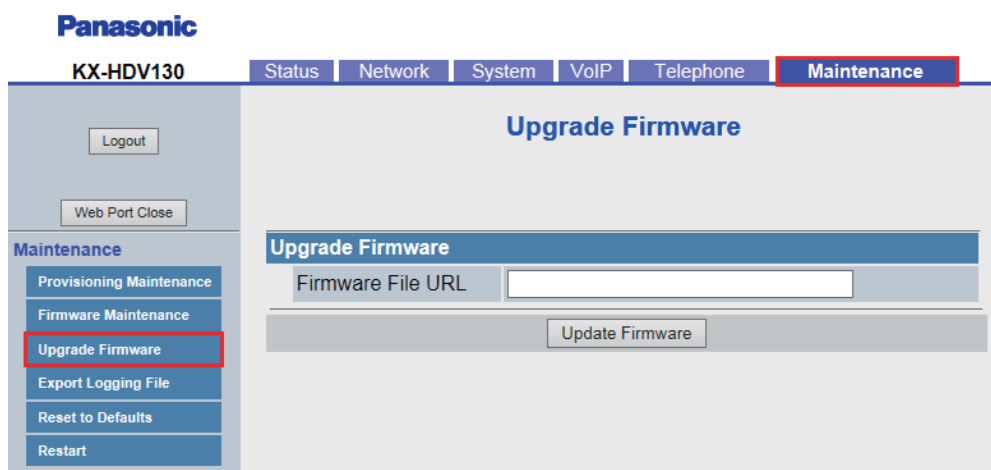 Panasonic
KX-HDV130
Status Network System VoIP Telephone Maintenance
Logout
Web Port Close
Maintenance
Provisioning Maintenance
Firmware Maintenance
Upgrade Firmware
Export Logging File
Reset to Defaults
Restart
Upgrade Firmware
Upgrade Firmware
Firmware File URL
Update Firmware